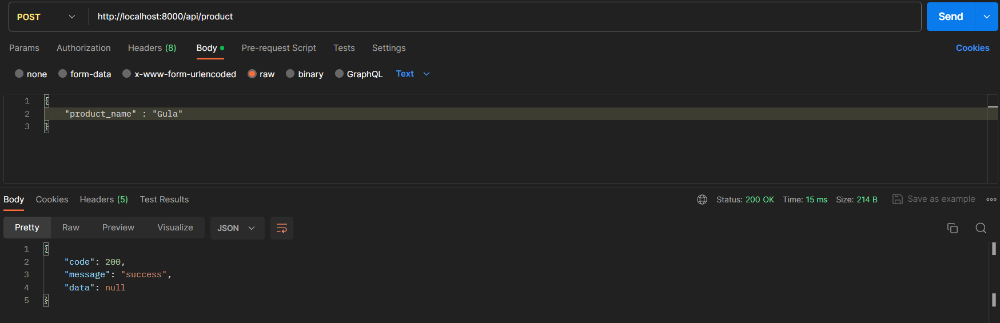 POST http://localhost:8000/api/product Send
Params Authorization Headers (8) Body Pre-request Script Tests Settings Cookies
none form-data x-www-form-urlencoded raw binary GraphQL Text
1 {
2 "product_name" : "Gula"
3 }
Body Cookies Headers (5) Test Results Status: 200 OK Time: 15 ms Size: 214 B Save as example
Pretty Raw Preview Visualize JSON
1 {
2 "code": 200,
3 "message": "success",
4 "data": null
5 }